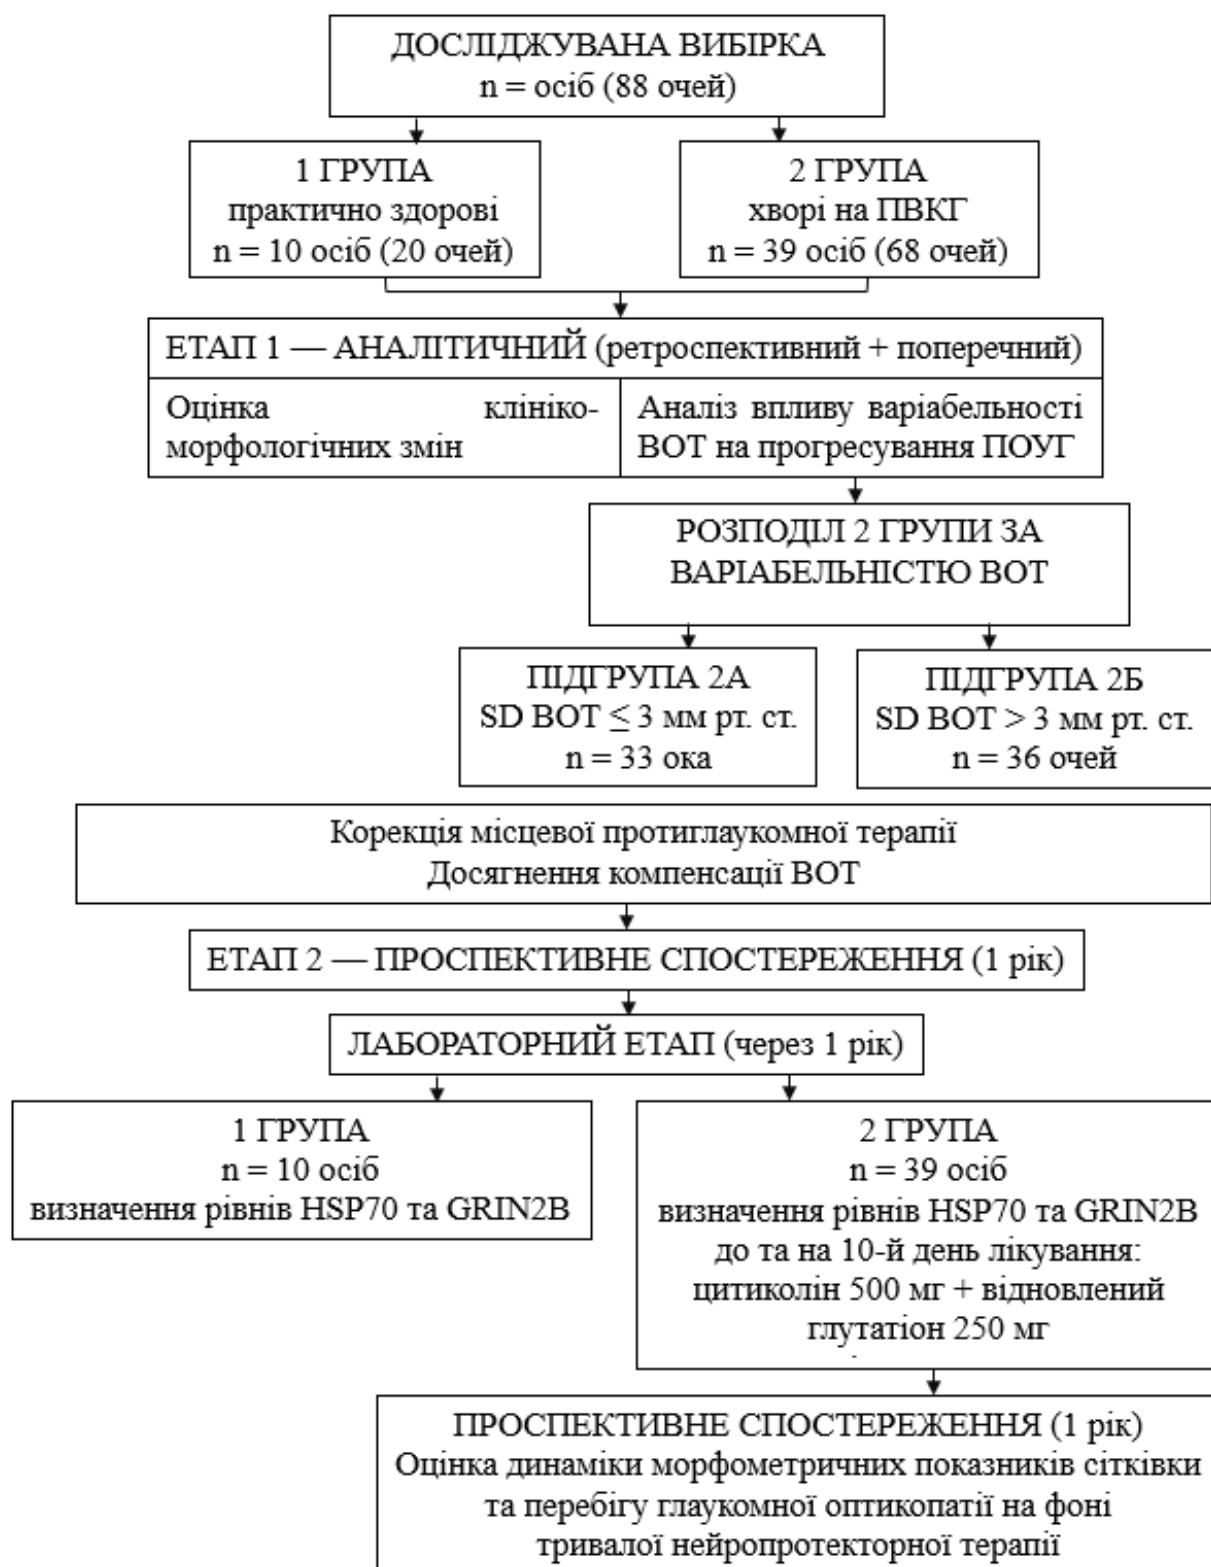 ДОСЛІДЖУВАНА ВИБІРКА
n = осіб (88 очей)
1 ГРУПА
практично здорові
n = 10 осіб (20 очей)
2 ГРУПА
хворі на ПВКГ
n = 39 осіб (68 очей)
ЕТАП 1 — АНАЛІТИЧНИЙ (ретроспективний + поперечний)
Оцінка клініко-
морфологічних змін
Аналіз впливу варіабельності
ВОТ на прогресування ПОУГ
РОЗПОДІЛ 2 ГРУПИ ЗА
ВАРІАБЕЛЬНІСТЮ ВОТ
ПІДГРУПА 2А
SD ВОТ ≤ 3 мм рт. ст.
n = 33 ока
ПІДГРУПА 2Б
SD ВОТ > 3 мм рт. ст.
n = 36 очей
Корекція місцевої протиглаукомної терапії
Досягнення компенсації ВОТ
ЕТАП 2 — ПРОСПЕКТИВНЕ СПОСТЕРЕЖЕННЯ (1 рік)
ЛАБОРАТОРНИЙ ЕТАП (через 1 рік)
1 ГРУПА
n = 10 осіб
визначення рівнів HSP70 та GRIN2B
2 ГРУПА
n = 39 осіб
визначення рівнів HSP70 та GRIN2B
до та на 10-й день лікування:
цитиколін 500 мг + відновлений
глутатіон 250 мг
ПРОСПЕКТИВНЕ СПОСТЕРЕЖЕННЯ (1 рік)
Оцінка динаміки морфометричних показників сітківки
та перебігу глаукомної оптикопатії на фоні
тривалої нейропротекторної терапії